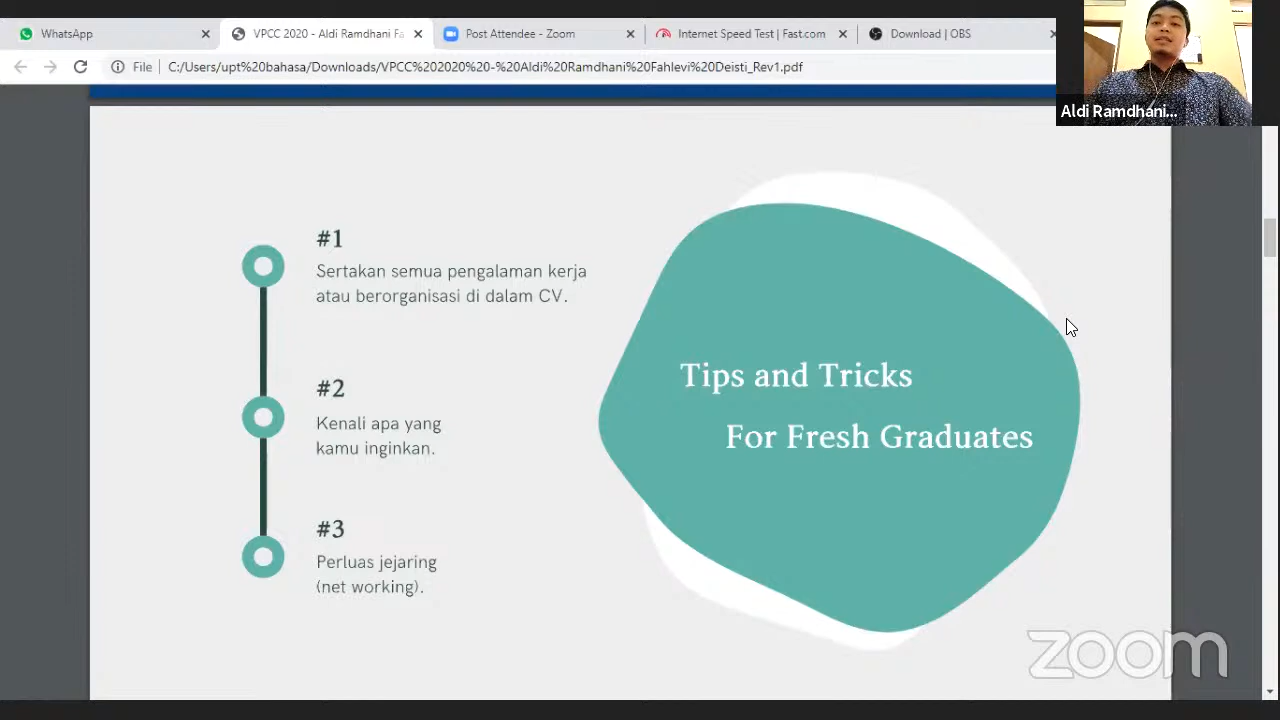 WhatsApp
VPCC 2020 - Aldi Ramdhani Fa
Post Attendee - Zoom
Internet Speed Test | Fast.com
Download | OBS
File
C:/Users/upt%20bahasa/Downloads/VPCC%202020%20-%20Aldi%20Ramdhani%20Fahlevi%20Deisti_Rev1.pdf
Aldi Ramdhani...
#1
Sertakan semua pengalaman kerja
atau berorganisasi di dalam CV.
#2
Kenali apa yang
kamu inginkan.
#3
Perluas jejaring
(net working).
Tips and Tricks
For Fresh Graduates
zoom